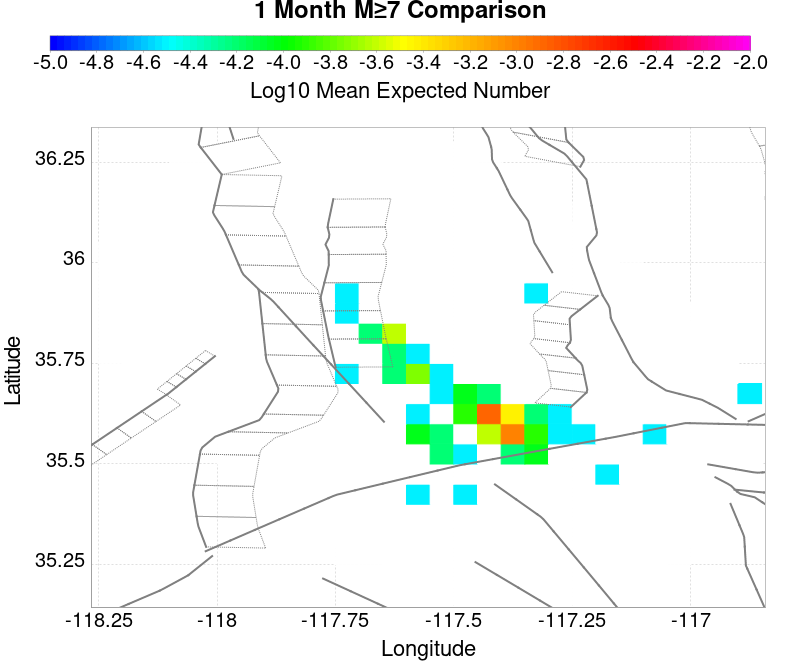 1 Month M≥7 Comparison
-5.0 -4.8 -4.6 -4.4 -4.2 -4.0 -3.8 -3.6 -3.4 -3.2 -3.0 -2.8 -2.6 -2.4 -2.2 -2.0
Log10 Mean Expected Number
36.25
36
35.75
35.5
35.25
Latitude
-118.25 -118 -117.75 -117.5 -117.25 -117
Longitude